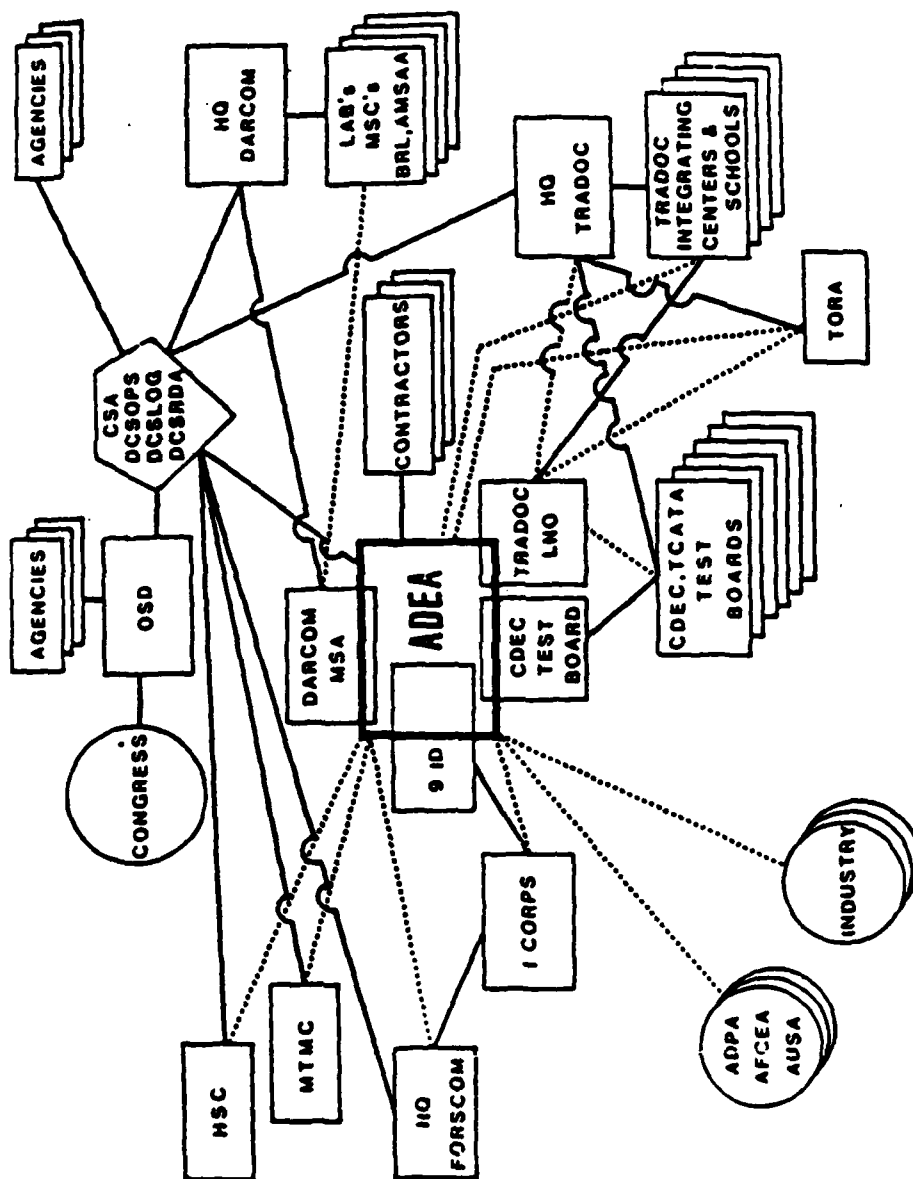 CONGRESS
AGENCIES
OSD
CSA
DCSOPS
DCSLOG
DCSRDA
AGENCIES
HQ
DARCOM
LAB's
MSC's
BRL,AMSAA
HSC
MTMC
HQ
FORSCOM
I CORPS
DARCOM
MSA
9 ID
ADEA
CONTRACTORS
CDEC
TEST
BOARD
TRADOC
LNO
HQ
TRADOC
TRADOC
INTEGRATING
CENTERS &
SCHOOLS
TORA
CDEC,TCATA
TEST
BOARDS
ADPA
AFCEA
AUSA
INDUSTRY